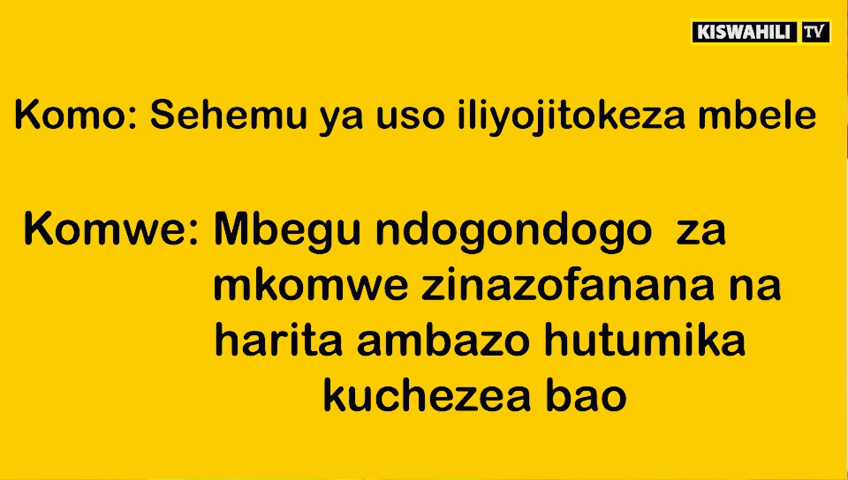 KISWAHILI TV
Komo: Sehemu ya uso iliyojitokeza mbele
Komwe: Mbegu ndogondogo za
mkomwe zinazofanana na
harita ambazo hutumika
kuchezea bao